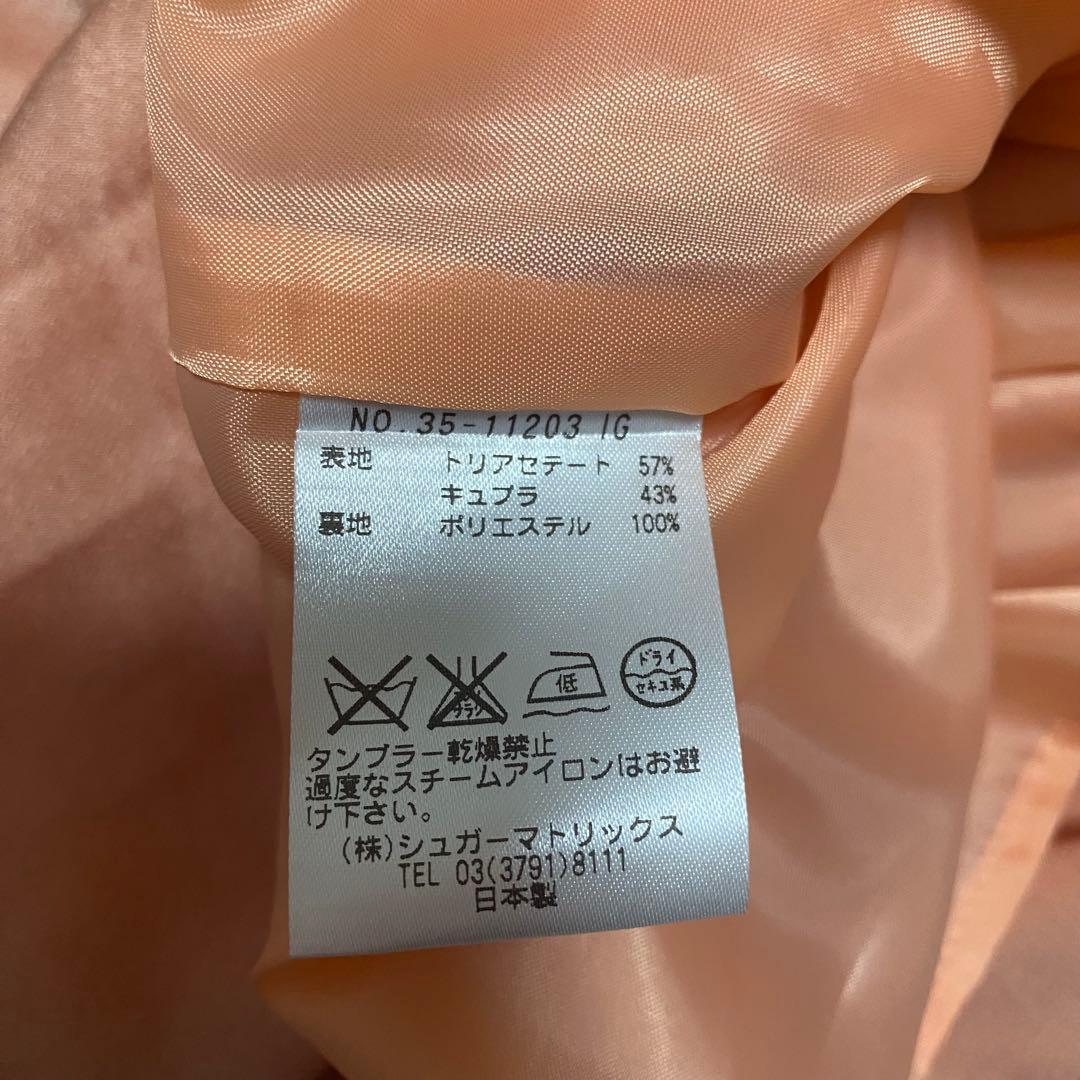 NO.35-11203 IG
表地 トリアセテート 57%
キュプラ 43%
裏地 ポリエステル 100%
低
ドライ
セキユ系
タンブラー乾燥禁止
過度なスチームアイロンはお避
け下さい。
(株)シュガーマトリックス
TEL 03(3791)8111
日本製